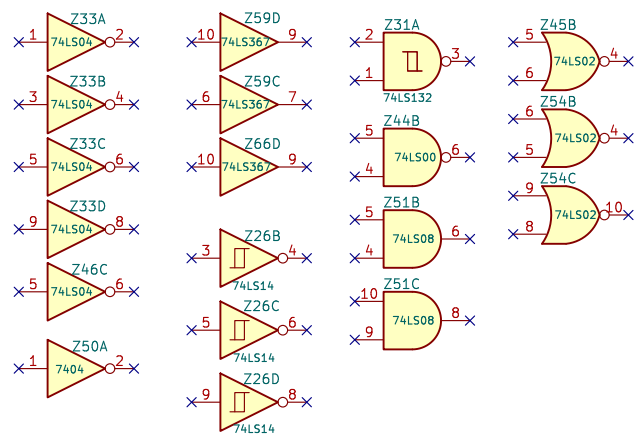 Z33A
1 74LS04 2
Z33B
3 74LS04 4
Z33C
5 74LS04 6
Z33D
9 74LS04 8
Z46C
5 74LS04 6
Z50A
1 7404 2
Z59D
10 74LS367 9
Z59C
6 74LS367 7
Z66D
10 74LS367 9
Z26B
3 4
74LS14
Z26C
5 6
74LS14
Z26D
9 8
74LS14
Z31A
2
3
1
74LS132
Z44B
5
74LS00 6
4
Z51B
5
74LS08 6
4
Z51C
10
74LS08 8
9
Z45B
5
74LS02 4
6
Z54B
6
74LS02 4
5
Z54C
9
74LS02 10
8